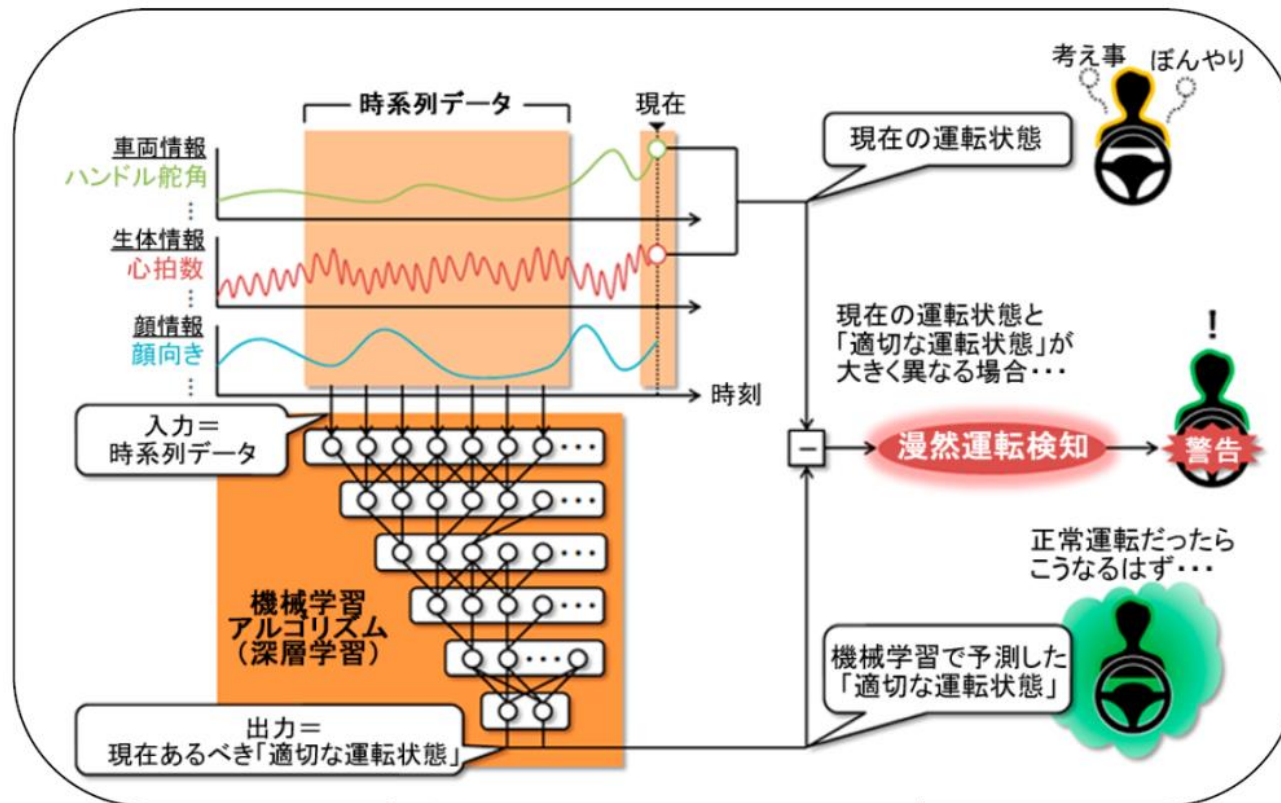 考え事
ぼんやり
時系列データ
現在
車両情報
ハンドル舵角
⋮
現在の運転状態
生体情報
心拍数
⋮
顔情報
顔向き
⋮
時刻
現在の運転状態と
「適切な運転状態」が
大きく異なる場合･･･
！
入力＝
時系列データ
･･･
−
漫然運転検知
警告
･･･
正常運転だったら
こうなるはず･･･
･･･
機械学習
アルゴリズム
（深層学習）
･･･
･･･
機械学習で予測した
「適切な運転状態」
出力＝
現在あるべき「適切な運転状態」